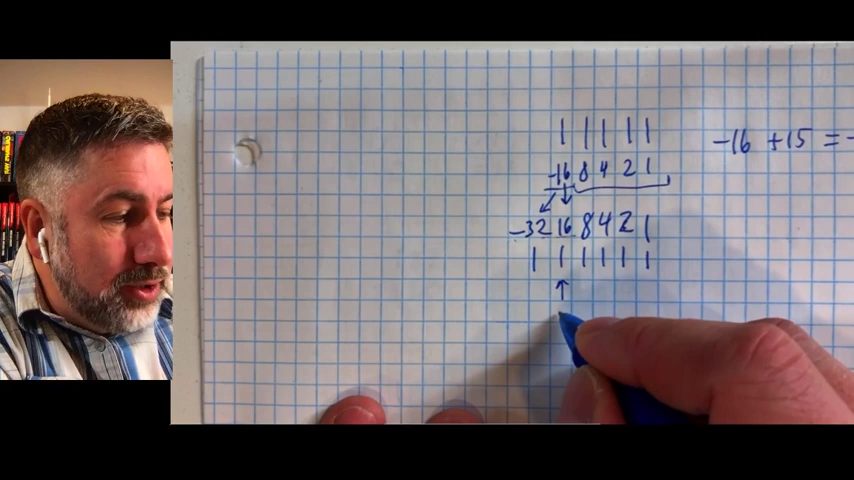 1 1 1 1 1
-16 8 4 2 1
-16 + 15 = -
-32 16 8 4 2 1
1 1 1 1 1 1